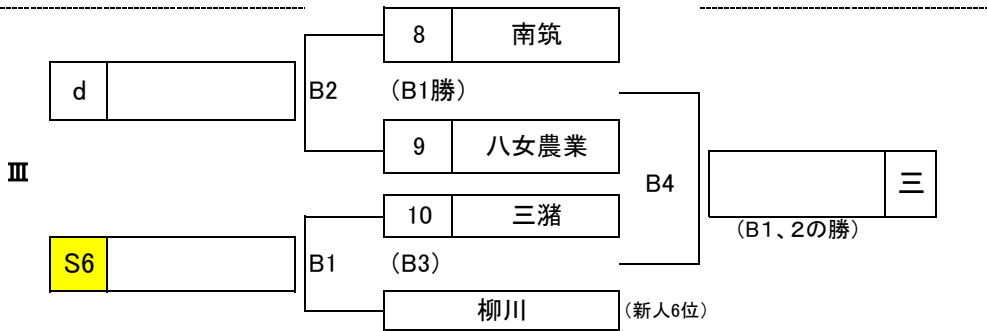 8 南筑
d
B2 (B1勝)
9 八女農業
Ⅲ
B4
三
10 三潴
(B1、2の勝)
S6
B1 (B3)
柳川 (新人6位)